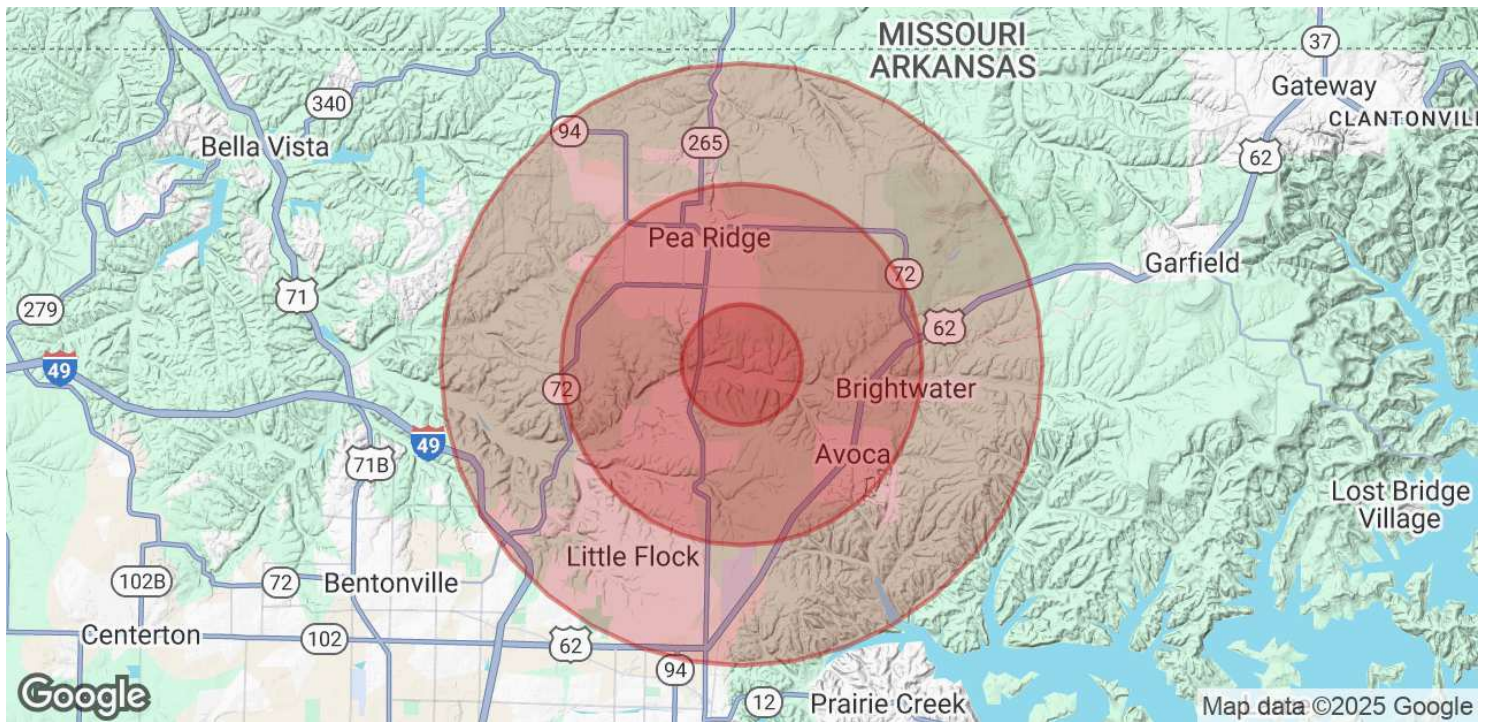 MISSOURI
ARKANSAS
37
Gateway
CLANTONVILL
340
94
265
Bella Vista
62
Pea Ridge
Garfield
72
279
71
62
49
72
Brightwater
49
71B
Avoca
Lost Bridge
Village
Little Flock
102B
72
Bentonville
Centerton
102
62
94
12
Prairie Creek
Google
Map data ©2025 Google